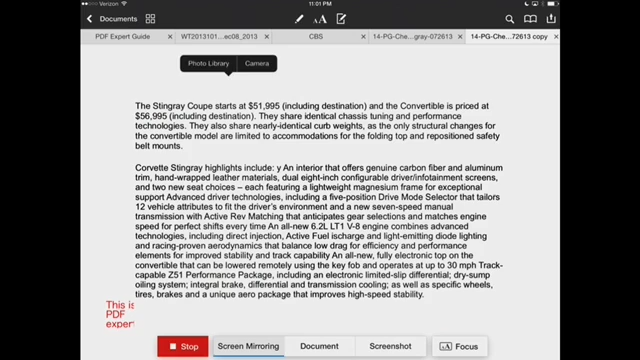 Verizon
11:01 PM
Documents
PDF Expert Guide
WT2013101...ec08_2013
CBS
14-PG-Che...gray-072613
14-PG-Che...72613 copy
Photo Library
Camera
The Stingray Coupe starts at $51,995 (including destination) and the Convertible is priced at
$56,995 (including destination). They share identical chassis tuning and performance
technologies. They also share nearly-identical curb weights, as the only structural changes for
the convertible model are limited to accommodations for the folding top and repositioned safety
belt mounts.
Corvette Stingray highlights include: y An interior that offers genuine carbon fiber and aluminum
trim, hand-wrapped leather materials, dual eight-inch configurable driver/infotainment screens,
and two new seat choices – each featuring a lightweight magnesium frame for exceptional
support Advanced driver technologies, including a five-position Drive Mode Selector that tailors
12 vehicle attributes to fit the driver's environment and a new seven-speed manual
transmission with Active Rev Matching that anticipates gear selections and matches engine
speed for perfect shifts every time An all-new 6.2L LT1 V-8 engine combines advanced
technologies, including direct injection, Active Fuel ischarge and light-emitting diode lighting
and racing-proven aerodynamics that balance low drag for efficiency and performance
elements for improved stability and track capability An all-new, fully electronic top on the
convertible that can be lowered remotely using the key fob and operates at up to 30 mph Track-
capable Z51 Performance Package, including an electronic limited-slip differential; dry-sump
oiling system; integral brake, differential and transmission cooling; as well as specific wheels,
tires, brakes and a unique aero package that improves high-speed stability.
This is
PDF
expert
Stop
Screen Mirroring
Document
Screenshot
AA Focus